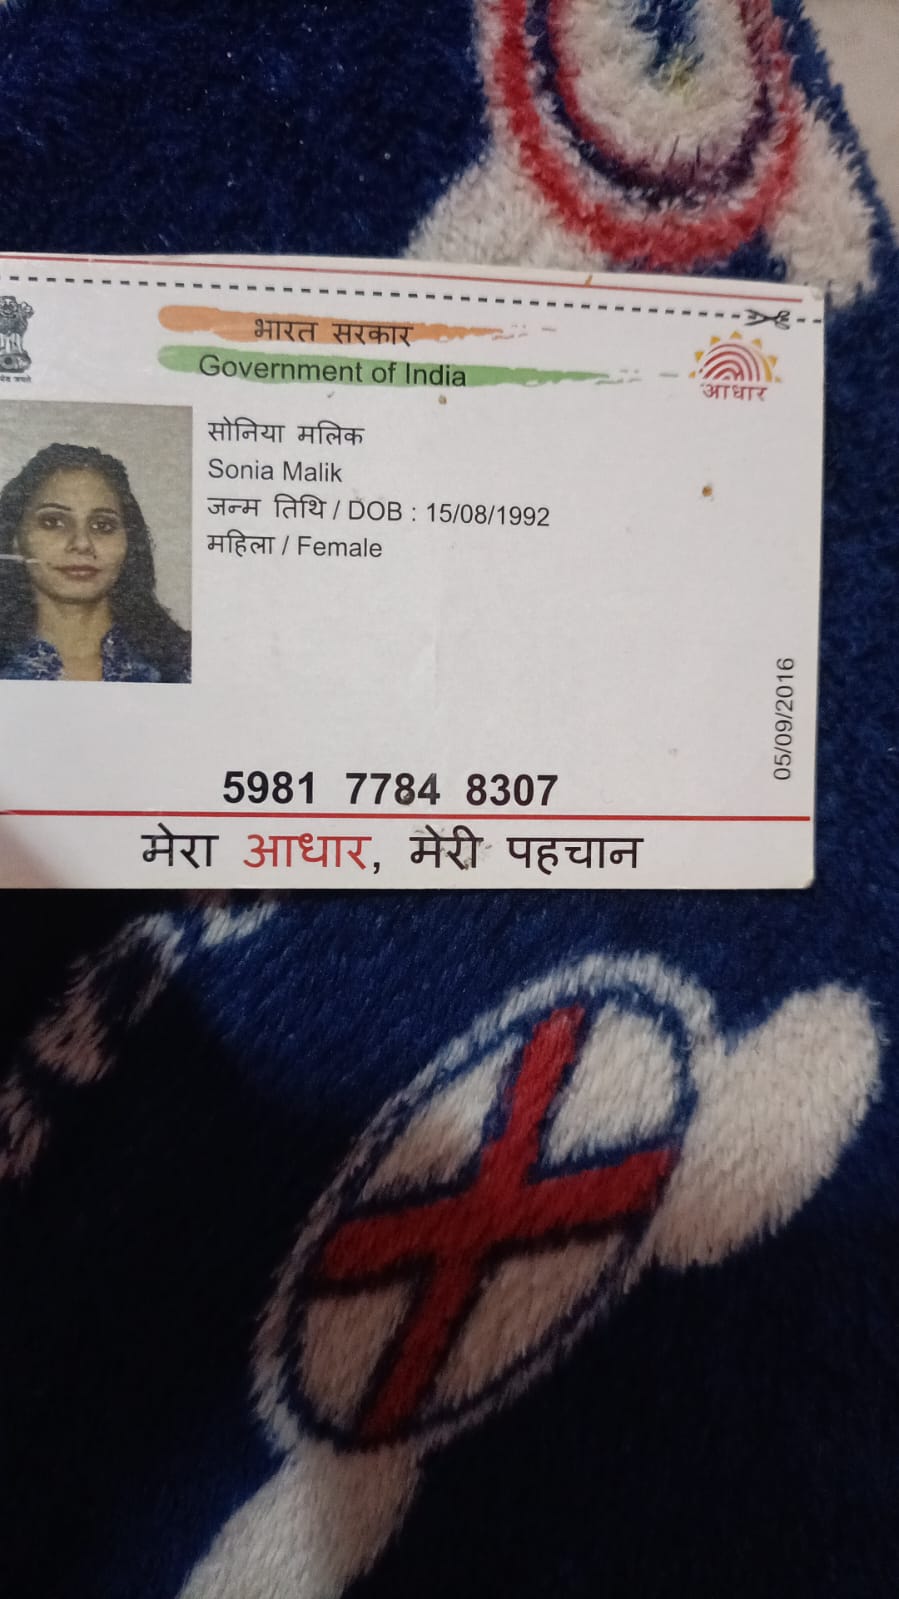 भारत सरकार
Government of India
आधार
सोनिया मलिक
Sonia Malik
जन्म तिथि / DOB : 15/08/1992
महिला / Female
05/09/2016
5981 7784 8307
मेरा आधार, मेरी पहचान